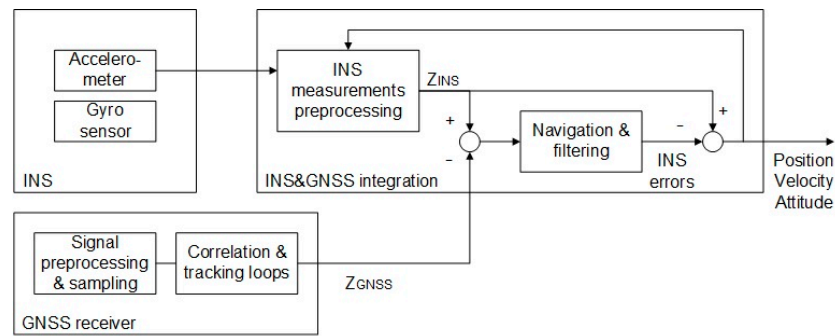 Accelero-
meter
Gyro
sensor
INS
INS
measurements
preprocessing
ZINS
+
−
Navigation &
filtering
−
+
INS
errors
INS&GNSS integration
Position
Velocity
Attitude
Signal
preprocessing
& sampling
Correlation &
tracking loops
ZGNSS
GNSS receiver